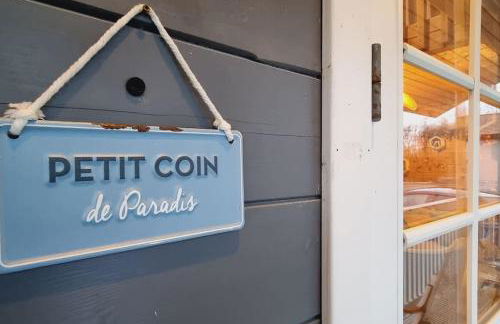 PETIT COIN
de Paradis